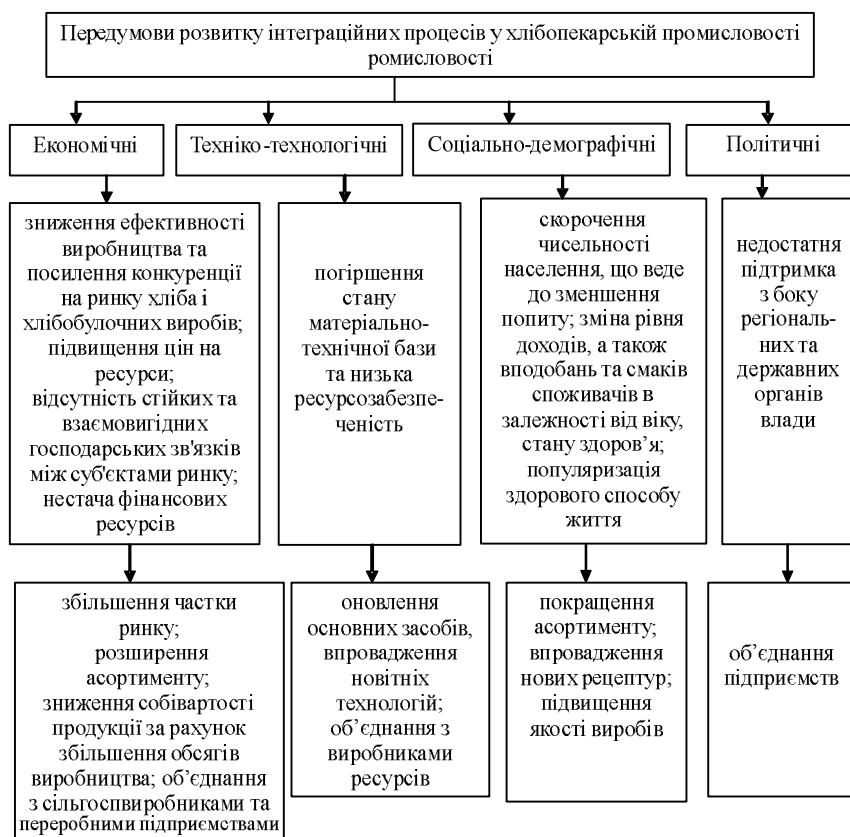 Передумови розвитку інтеграційних процесів у хлібопекарській промисловості
ромисловості
Економічні
Техніко-технологічні
Соціально-демографічні
Політичні
зниження ефективності
виробництва та
посилення конкуренції
на ринку хліба і
хлібобулочних виробів;
підвищення цін на
ресурси;
відсутність стійких та
взаємовигідних
господарських зв'язків
між суб'єктами ринку;
нестача фінансових
ресурсів
погіршення
стану
матеріально-
технічної бази
та низька
ресурсозабезпе-
ченість
скорочення
чисельності
населення, що веде
до зменшення
попиту; зміна рівня
доходів, а також
вподобань та смаків
споживачів в
залежності від віку,
стану здоров’я;
популяризація
здорового способу
життя
недостатня
підтримка
з боку
регіональ-
них та
державних
органів
влади
збільшення частки
ринку;
розширення
асортименту;
зниження собівартості
продукції за рахунок
збільшення обсягів
виробництва; об’єднання
з сільгоспвиробниками та
переробними підприємствами
оновлення
основних засобів,
впровадження
новітніх
технологій;
об’єднання з
виробниками
ресурсів
покращення
асортименту;
впровадження
нових рецептур;
підвищення
якості виробів
об’єднання
підприємств